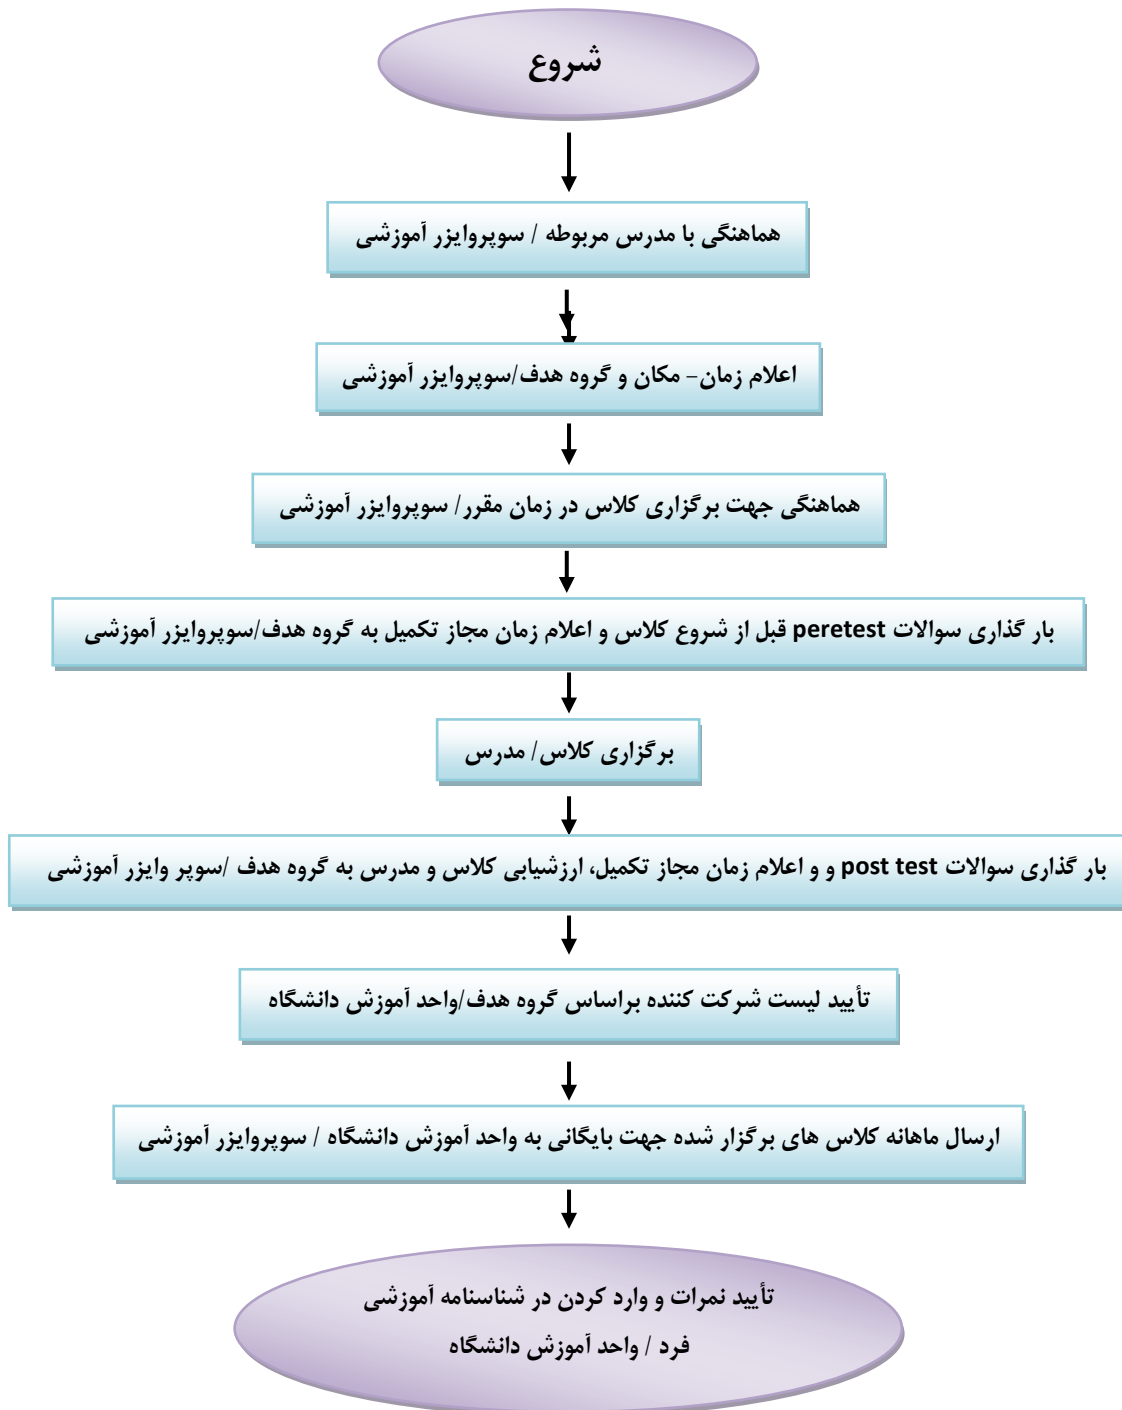 شروع
هماهنگی با مدرس مربوطه / سوپروایزر آموزشی
اعلام زمان- مکان و گروه هدف/سوپروایزر آموزشی
هماهنگی جهت برگزاری کلاس در زمان مقرر/ سوپروایزر آموزشی
بار گذاری سوالات peretest قبل از شروع کلاس و اعلام زمان مجاز تکمیل به گروه هدف/سوپروایزر آموزشی
برگزاری کلاس/ مدرس
بار گذاری سوالات post test و و اعلام زمان مجاز تکمیل، ارزشیابی کلاس و مدرس به گروه هدف /سوپر وایزر آموزشی
تأیید لیست شرکت کننده براساس گروه هدف/واحد آموزش دانشگاه
ارسال ماهانه کلاس های برگزار شده جهت بایگانی به واحد آموزش دانشگاه / سوپروایزر آموزشی
تأیید نمرات و وارد کردن در شناسنامه آموزشی
فرد / واحد آموزش دانشگاه